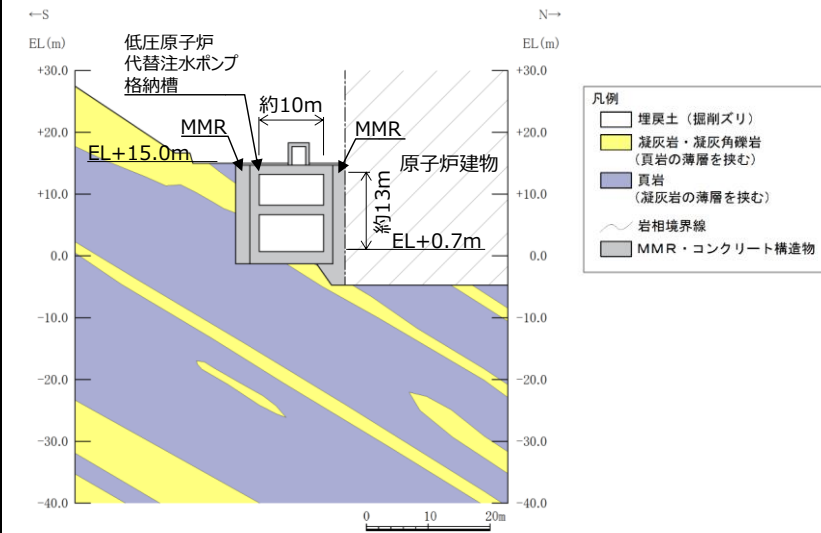 ←S
N→
EL(m)
EL(m)
低圧原子炉
代替注水ポンプ
格納槽
約10m
MMR
MMR
EL+15.0m
原子炉建物
約13m
EL+0.7m
+30.0
+20.0
+10.0
0.0
-10.0
-20.0
-30.0
-40.0
+30.0
+20.0
+10.0
0.0
-10.0
-20.0
-30.0
-40.0
0 10 20m
凡例
埋戻土（掘削ズリ）
凝灰岩・凝灰角礫岩
(頁岩の薄層を挟む)
頁岩
(凝灰岩の薄層を挟む)
岩相境界線
MMR・コンクリート構造物